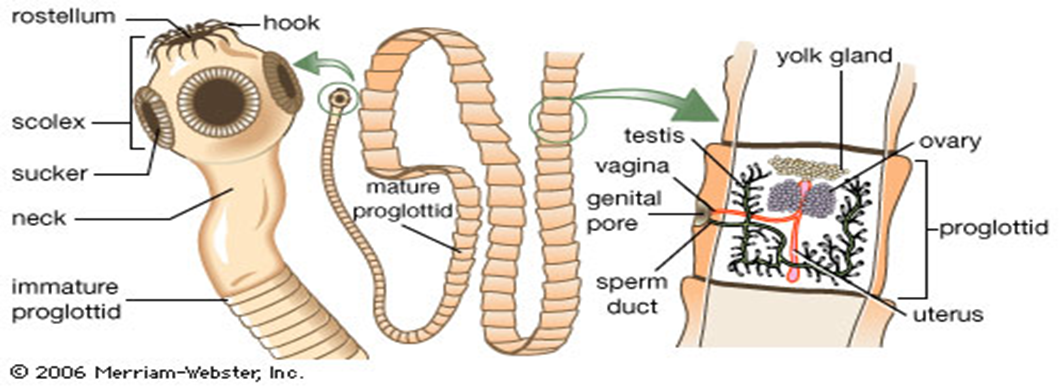 rostellum
hook
scolex
sucker
neck
immature
proglottid
mature
proglottid
yolk gland
testis
ovary
vagina
genital
pore
proglottid
sperm
duct
uterus
© 2006 Merriam-Webster, Inc.